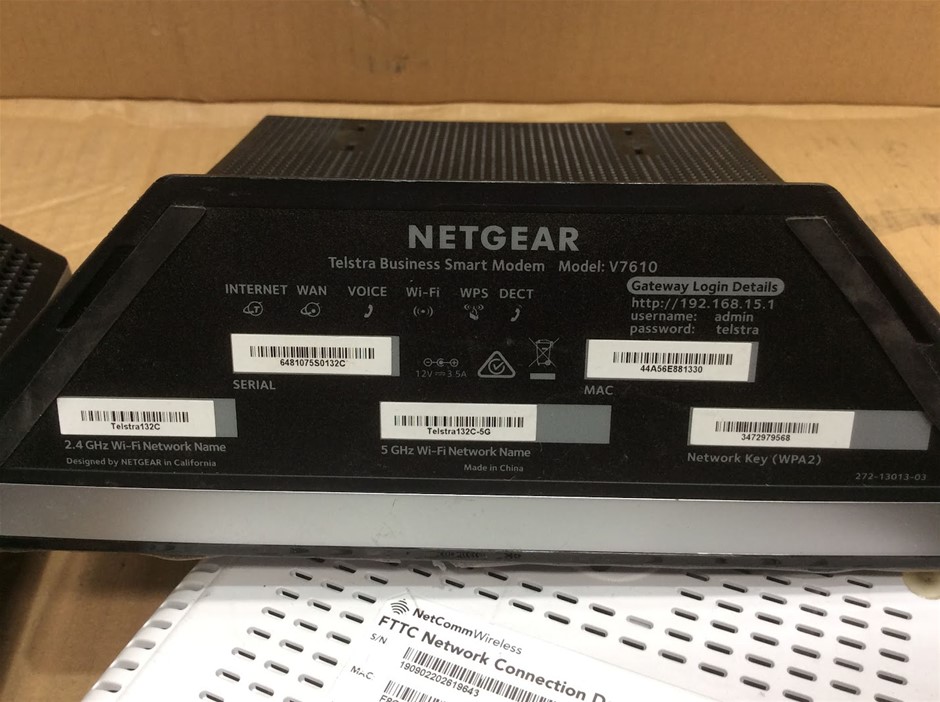 NETGEAR
Telstra Business Smart Modem Model: V7610
INTERNET WAN VOICE Wi-Fi WPS DECT
Gateway Login Details
http://192.168.15.1
username: admin
password: telstra
6481075S0132C
SERIAL
12V 3.5A
44A56E881330
MAC
Telstra132C
2.4 GHz Wi-Fi Network Name
Designed by NETGEAR in California
Telstra132C-5G
5 GHz Wi-Fi Network Name
Made in China
3472979568
Network Key (WPA2)
272-13013-03
NetCommWireless
FTTC Network Connection D
S/N
190902202619643